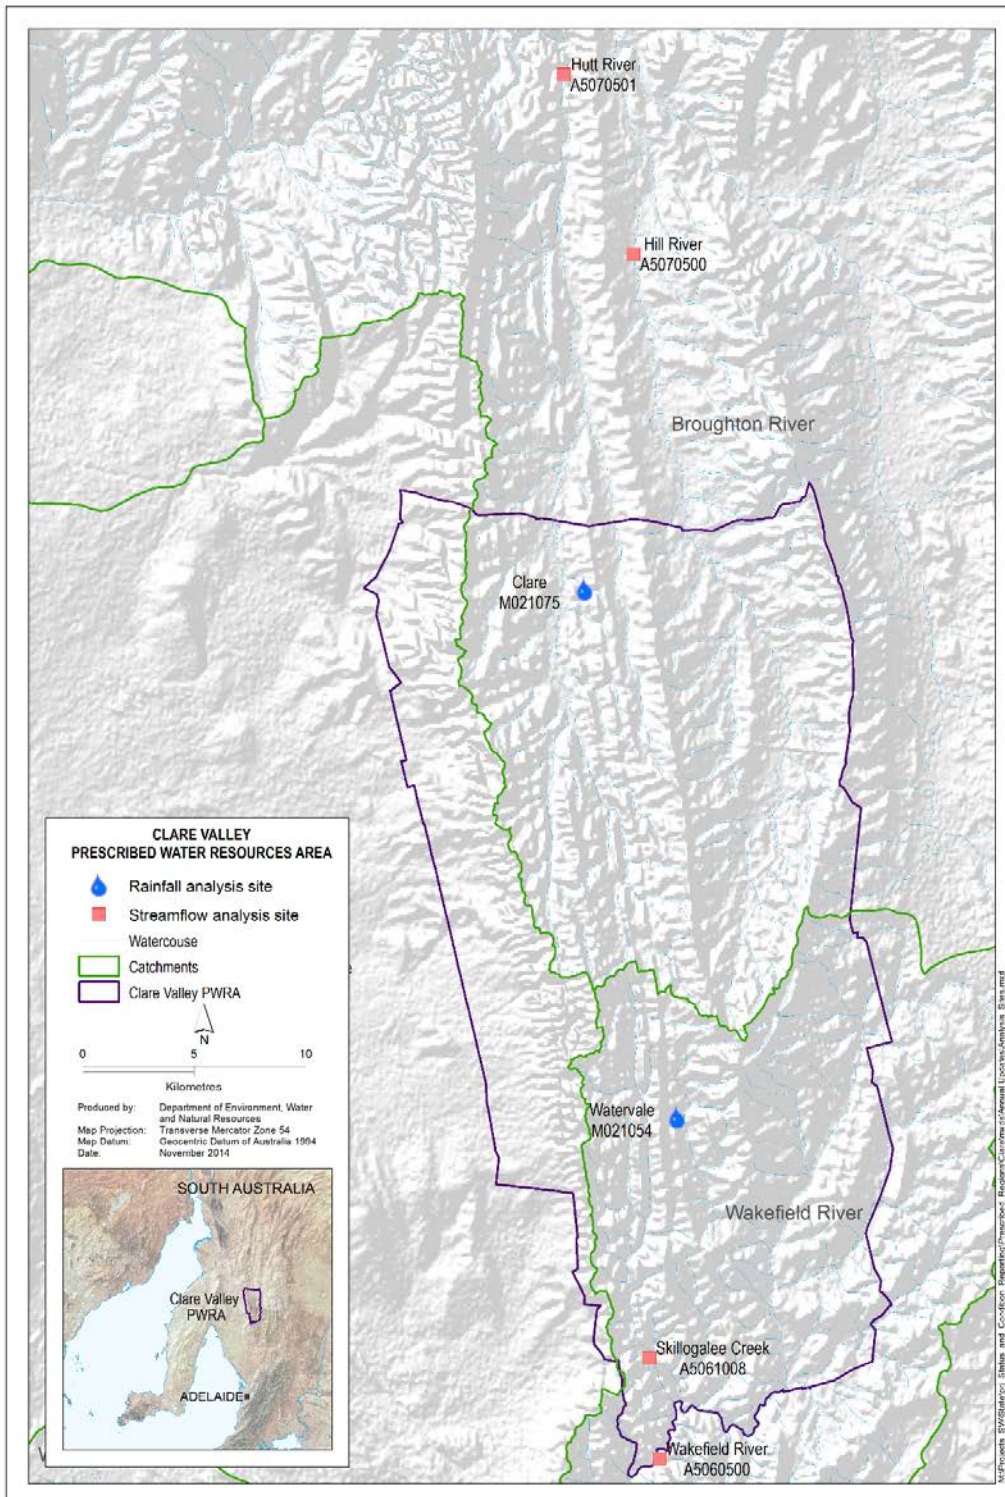 Hutt River
A5070501
Hill River
A5070500
Broughton River
Clare
M021075
CLARE VALLEY
PRESCRIBED WATER RESOURCES AREA
Rainfall analysis site
Streamflow analysis site
Watercouse
Catchments
Clare Valley PWRA
N
0 5 10
Kilometres
Produced by: Department of Environment, Water
and Natural Resources
Map Projection: Transverse Mercator Zone 54
Map Datum: Geocentric Datum of Australia 1994
Date: November 2014
SOUTH AUSTRALIA
Clare Valley
PWRA
ADELAIDE
Watervale
M021054
Wakefield River
Skillogalee Creek
A5061008
Wakefield River
A5060500